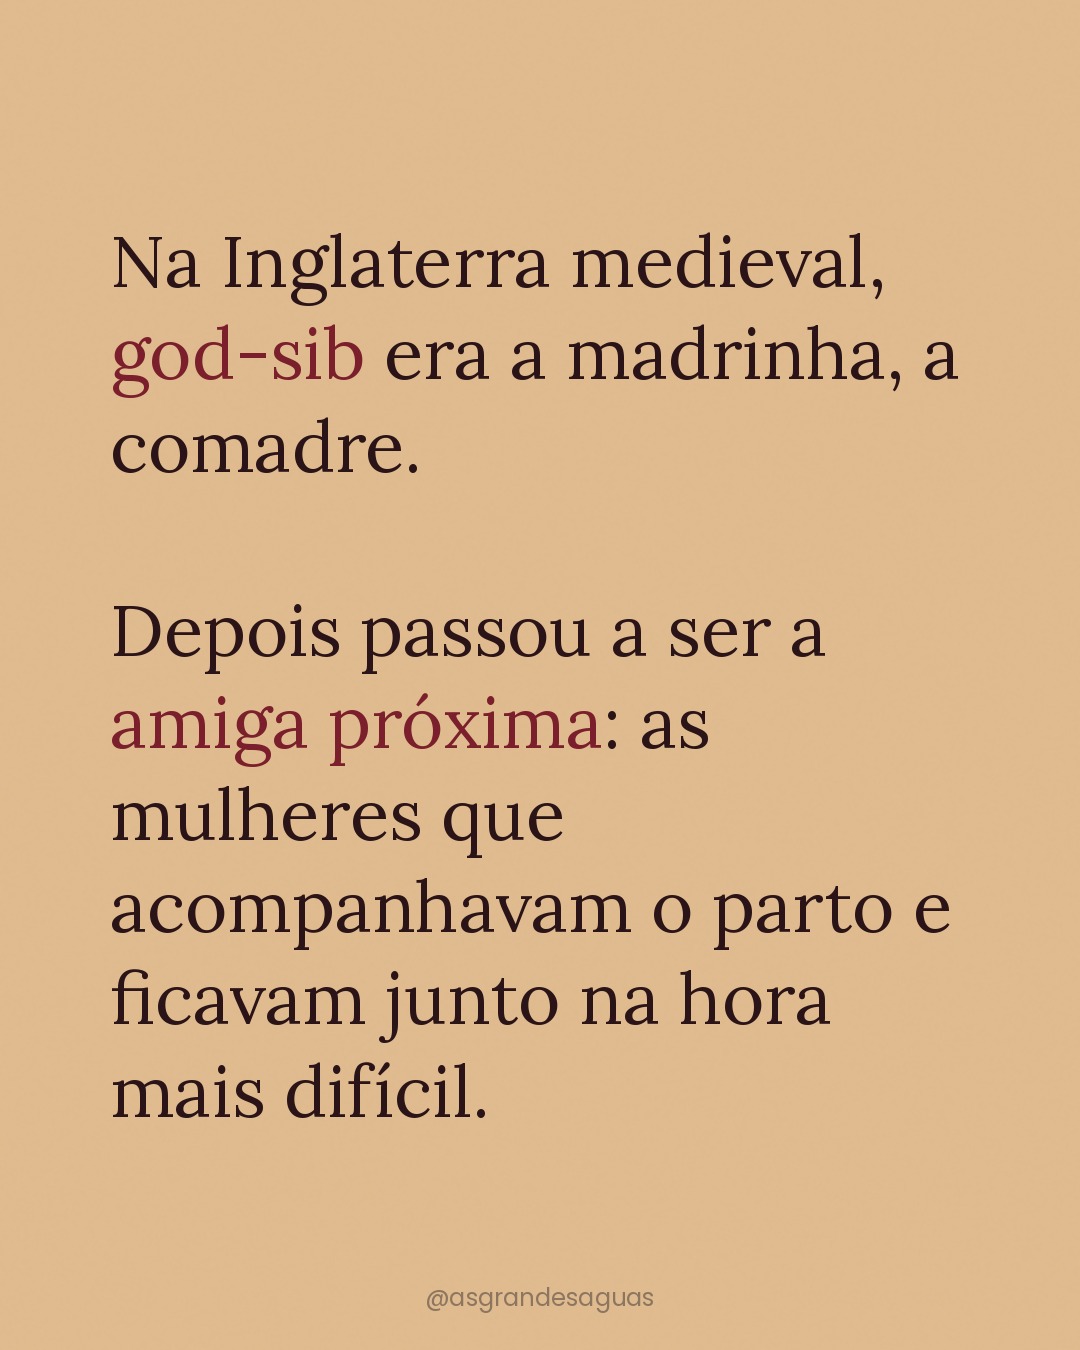 Na Inglaterra medieval,
god-sib era a madrinha, a
comadre.
Depois passou a ser a
amiga próxima: as
mulheres que
acompanhavam o parto e
ficavam junto na hora
mais difícil.
@asgrandesaguas